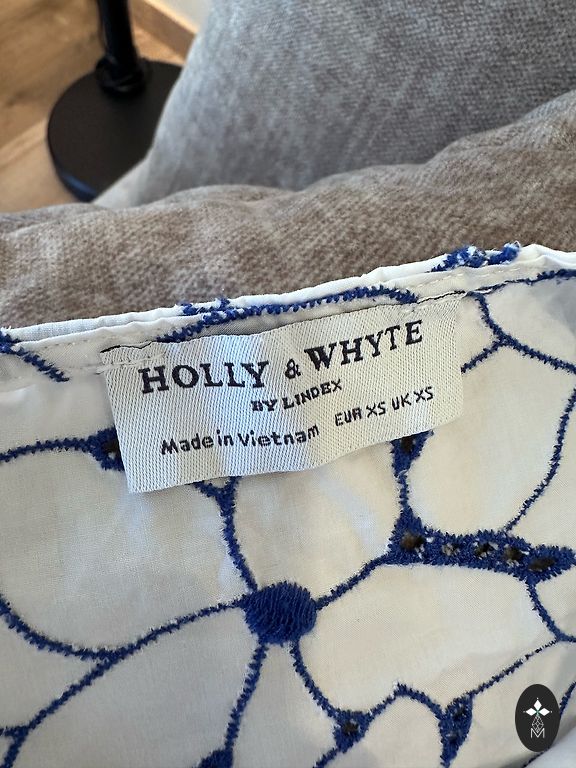 HOLLY & WHYTE
BY LINDEX
Made in Vietnam EUR XS UK XS
M